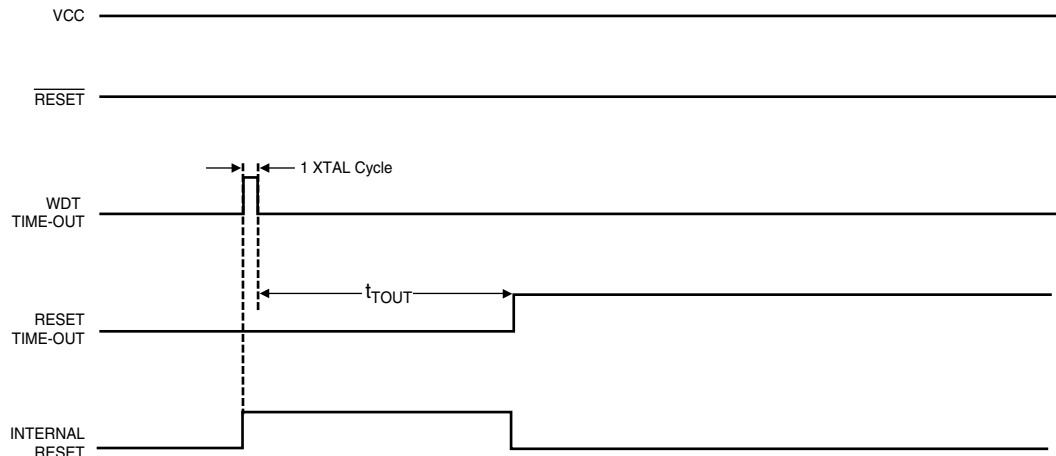 VCC
RESET
1 XTAL Cycle
WDT
TIME-OUT
tTOUT
RESET
TIME-OUT
INTERNAL
RESET